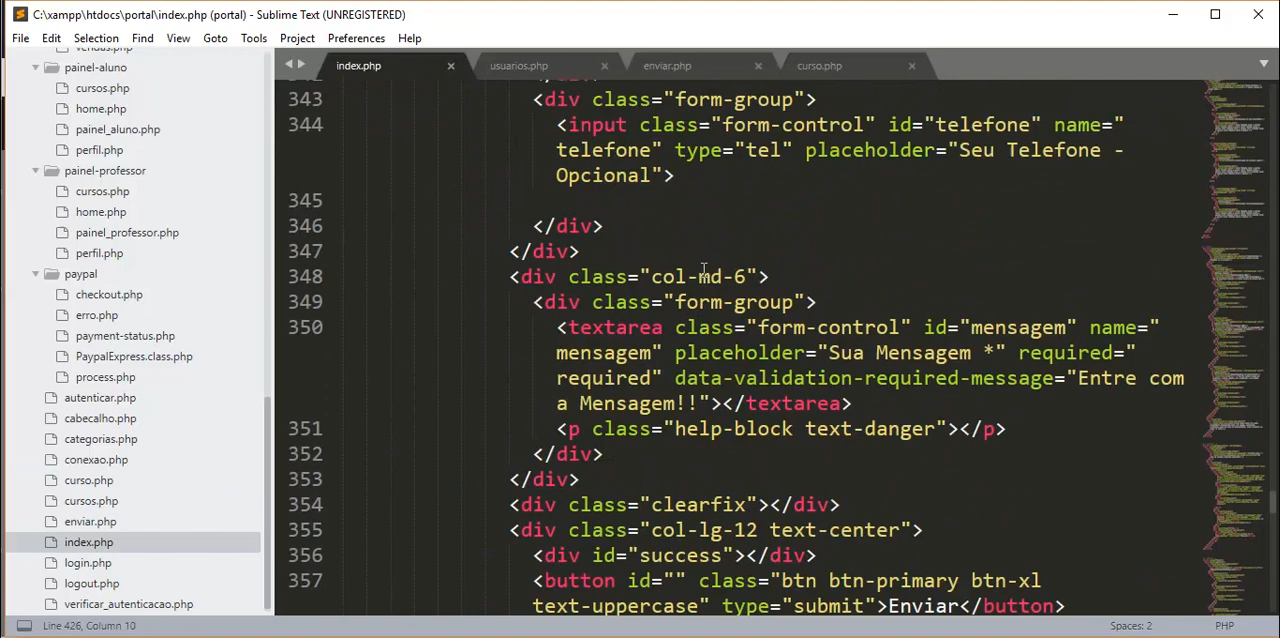 C:\xampp\htdocs\portal\index.php (portal) - Sublime Text (UNREGISTERED)
File Edit Selection Find View Goto Tools Project Preferences Help
vendas.php
painel-aluno
cursos.php
home.php
painel_aluno.php
perfil.php
painel-professor
cursos.php
home.php
painel_professor.php
perfil.php
paypal
checkout.php
erro.php
payment-status.php
PaypalExpress.class.php
process.php
autenticar.php
cabecalho.php
categorias.php
conexao.php
curso.php
cursos.php
enviar.php
index.php
login.php
logout.php
verificar_autenticacao.php
index.php usuarios.php enviar.php curso.php
342 </div>
343 <div class="form-group">
344 <input class="form-control" id="telefone" name="
telefone" type="tel" placeholder="Seu Telefone -
Opcional">
345
346 </div>
347 </div>
348 <div class="col-md-6">
349 <div class="form-group">
350 <textarea class="form-control" id="mensagem" name="
mensagem" placeholder="Sua Mensagem *" required="
required" data-validation-required-message="Entre com
a Mensagem!!"></textarea>
351 <p class="help-block text-danger"></p>
352 </div>
353 </div>
354 <div class="clearfix"></div>
355 <div class="col-lg-12 text-center">
356 <div id="success"></div>
357 <button id="" class="btn btn-primary btn-xl
text-uppercase" type="submit">Enviar</button>
Line 426, Column 10 Spaces: 2 PHP